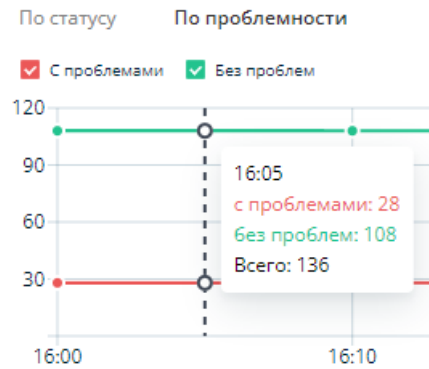 По статусу По проблемности
С проблемами Без проблем
120
90
60
30
16:05
с проблемами: 28
без проблем: 108
Всего: 136
16:00 16:10